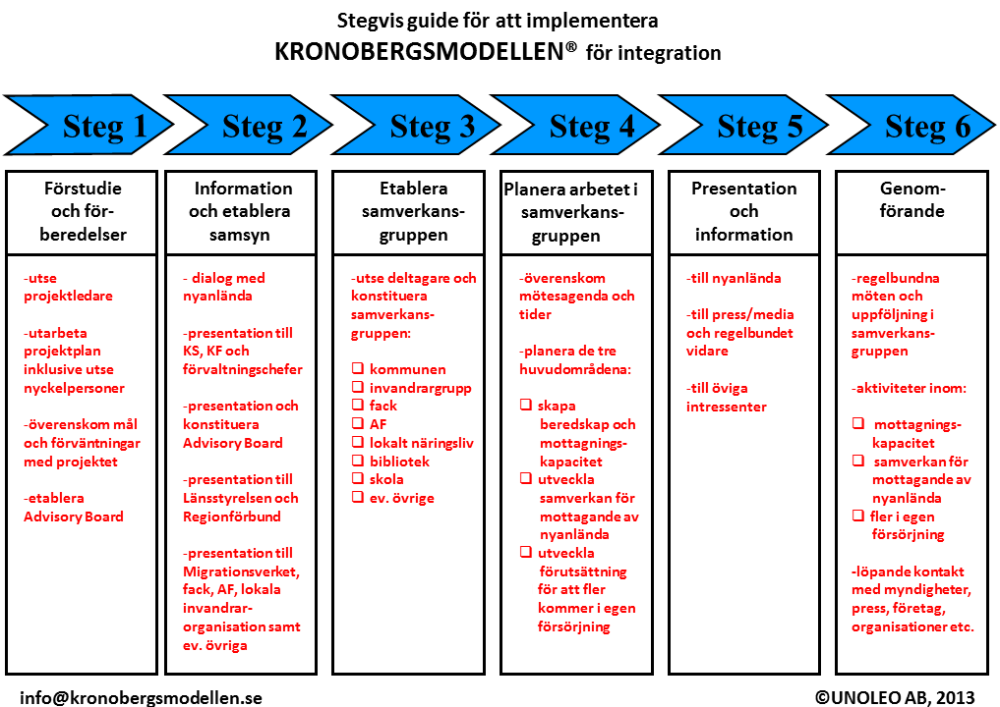 Stegvis guide för att implementera
KRONOBERGSMODELLEN® för integration
Steg 1
Steg 2
Steg 3
Steg 4
Steg 5
Steg 6
Förstudie
och för-
beredelser
-utse
projektledare
-utarbeta
projektplan
inklusive utse
nyckelpersoner
-överenskom mål
och förväntningar
med projektet
-etablera
Advisory Board
Information
och etablera
samsyn
- dialog med
nyanlända
-presentation till
KS, KF och
förvaltningschefer
-presentation och
konstituera
Advisory Board
-presentation till
Länsstyrelsen och
Regionförbund
-presentation till
Migrationsverket,
fack, AF, lokala
invandrar-
organisation samt
ev. övriga
Etablera
samverkans-
gruppen
-utse deltagare och
konstituera
samverkans-
gruppen:
❑ kommunen
❑ invandrargrupp
❑ fack
❑ AF
❑ lokalt näringsliv
❑ bibliotek
❑ skola
❑ ev. övrige
Planera arbetet i
samverkans-
gruppen
-överenskom
mötesagenda och
tider
-planera de tre
huvudområdena:
❑ skapa
beredskap och
mottagnings-
kapacitet
❑ utveckla
samverkan för
mottagande av
nyanlända
❑ utveckla
förutsättning
för att fler
kommer i egen
försörjning
Presentation
och
information
-till nyanlända
-till press/media
och regelbundet
vidare
-till öviga
intressenter
Genom-
förande
-regelbundna
möten och
uppföljning i
samverkans-
gruppen
-aktiviteter inom:
❑ mottagnings-
kapacitet
❑ samverkan för
mottagande av
nyanlända
❑ fler i egen
försörjning
-löpande kontakt
med myndigheter,
press, företag,
organisationer etc.
info@kronobergsmodellen.se
©UNOLEO AB, 2013